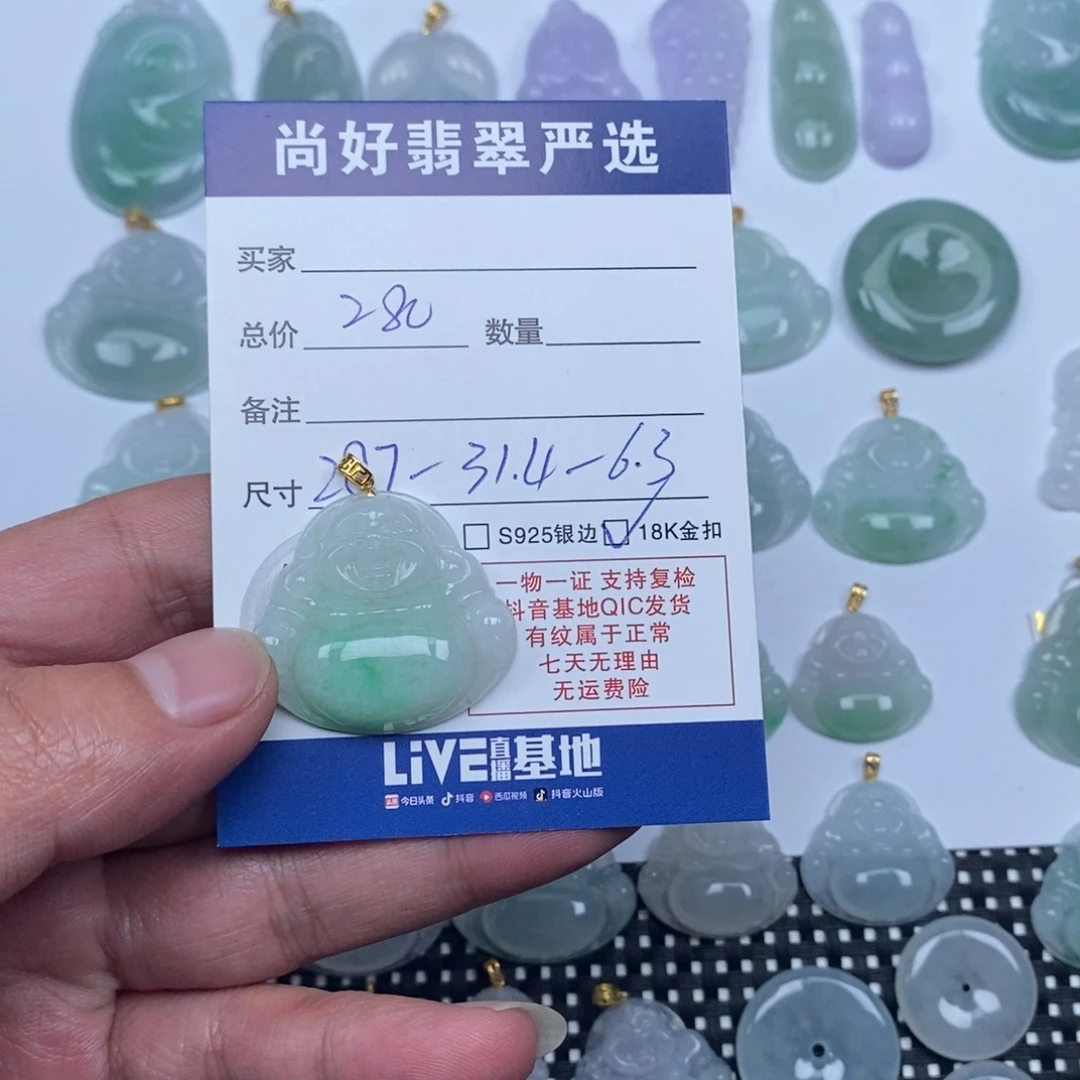 尚好翡翠严选
买家
总价 280 数量
备注
尺寸 27-31.4-6.3
S925银边 18K金扣
一物一证 支持复检
抖音基地QIC发货
有纹属于正常
七天无理由
无运费险
LiVE直播基地
头条 今日头条 抖音 西瓜视频 抖音火山版